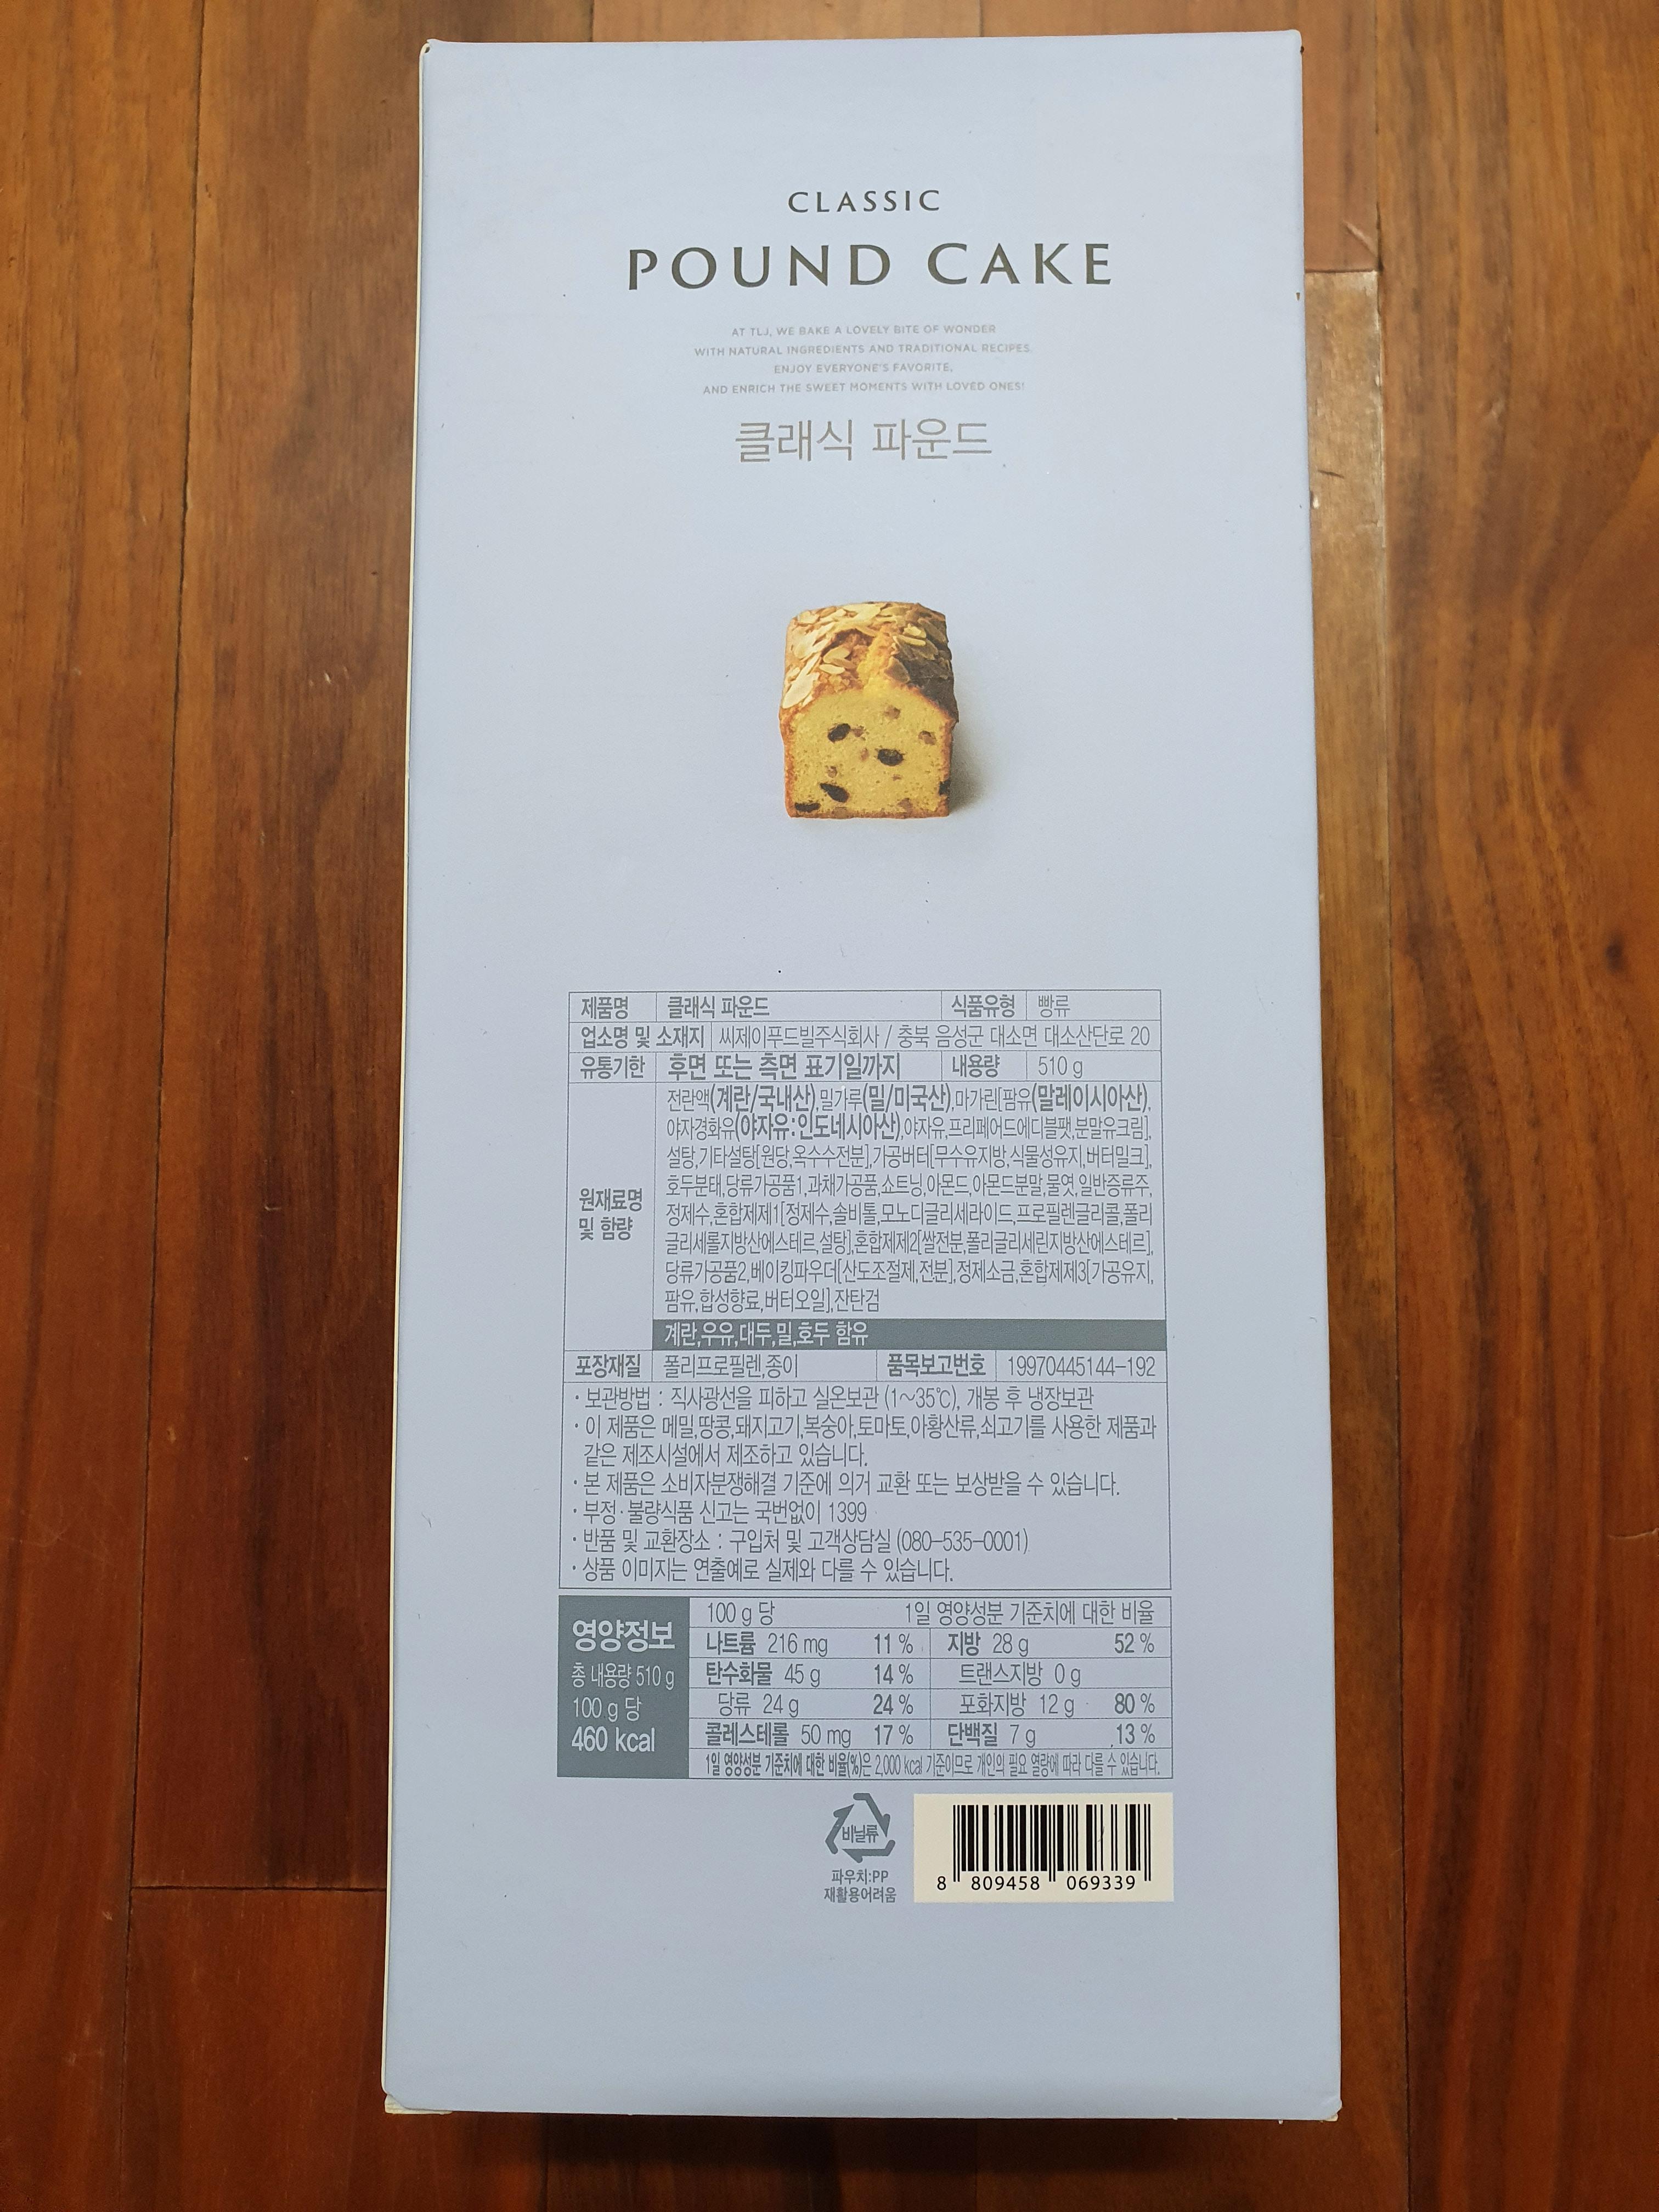 CLASSIC
POUND CAKE
AT TLJ, WE BAKE A LOVELY BITE OF WONDER
WITH NATURAL INGREDIENTS AND TRADITIONAL RECIPES.
ENJOY EVERYONE'S FAVORITE,
AND ENRICH THE SWEET MOMENTS WITH LOVED ONES!
클래식 파운드
제품명 클래식 파운드 식품유형 빵류
업소명 및 소재지 씨제이푸드빌주식회사 / 충북 음성군 대소면 대소산단로 20
유통기한 후면 또는 측면 표기일까지 내용량 510 g
원재료명 및 함량
전란액(계란/국내산),밀가루(밀/미국산),마가린[팜유(말레이시아산),
야자경화유(야자유:인도네시아산),야자유,프리페어드에디블팻,분말유크림],
설탕,기타설탕[원당,옥수수전분],가공버터[무수유지방,식물성유지,버터밀크],
호두분태,당류가공품1,과채가공품,쇼트닝,아몬드,아몬드분말,물엿,일반증류주,
정제수,혼합제제1[정제수,솔비톨,모노디글리세라이드,프로필렌글리콜,폴리
글리세롤지방산에스테르,설탕],혼합제제2[쌀전분,폴리글리세린지방산에스테르],
당류가공품2,베이킹파우더[산도조절제,전분],정제소금,혼합제제3[가공유지,
팜유,합성향료,버터오일],잔탄검
계란,우유,대두,밀,호두 함유
포장재질 폴리프로필렌,종이 품목보고번호 19970445144-192
· 보관방법 : 직사광선을 피하고 실온보관 (1~35℃), 개봉 후 냉장보관
· 이 제품은 메밀,땅콩,돼지고기,복숭아,토마토,아황산류,쇠고기를 사용한 제품과
같은 제조시설에서 제조하고 있습니다.
· 본 제품은 소비자분쟁해결 기준에 의거 교환 또는 보상받을 수 있습니다.
· 부정·불량식품 신고는 국번없이 1399
· 반품 및 교환장소 : 구입처 및 고객상담실 (080-535-0001)
· 상품 이미지는 연출예로 실제와 다를 수 있습니다.
영양정보
총 내용량 510 g
100 g 당
460 kcal
100 g 당 1일 영양성분 기준치에 대한 비율
나트륨 216 mg 11 % 지방 28 g 52 %
탄수화물 45 g 14 % 트랜스지방 0 g
당류 24 g 24 % 포화지방 12 g 80 %
콜레스테롤 50 mg 17 % 단백질 7 g 13 %
1일 영양성분 기준치에 대한 비율(%)은 2,000 kcal 기준이므로 개인의 필요 열량에 따라 다를 수 있습니다.
비닐류
파우치:PP
재활용어려움
8 809458 069339